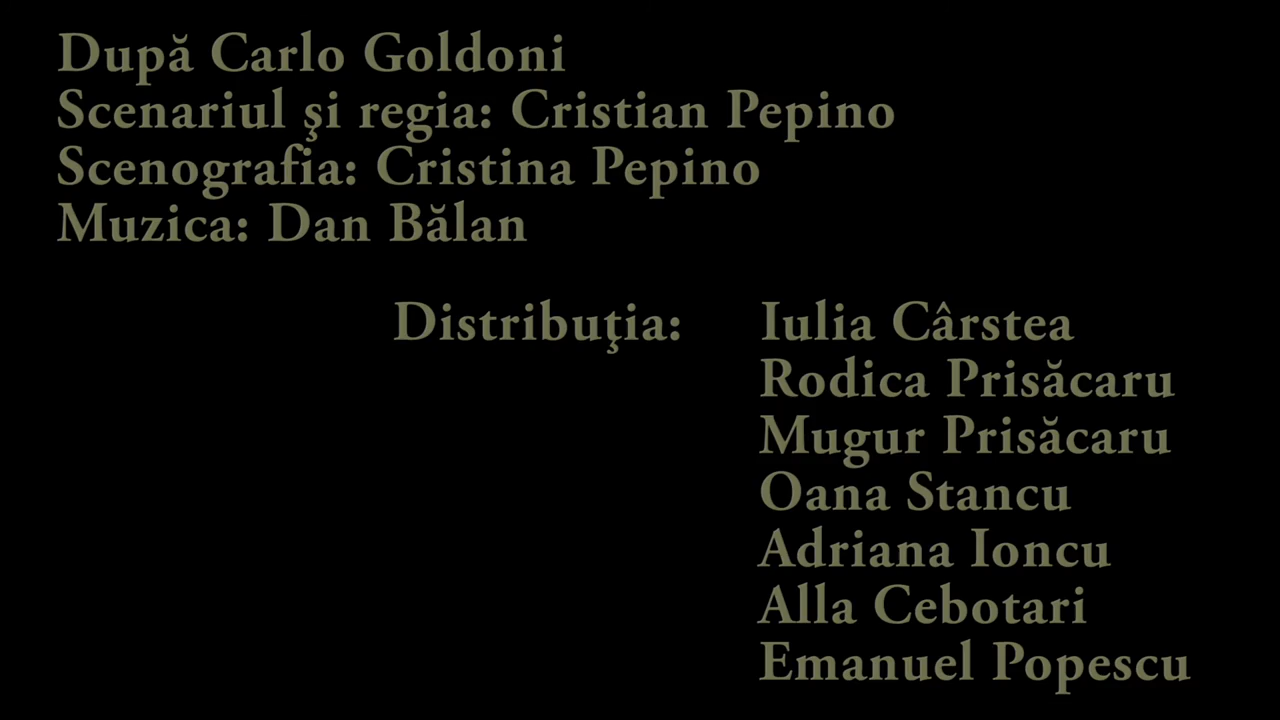 După Carlo Goldoni
Scenariul şi regia: Cristian Pepino
Scenografia: Cristina Pepino
Muzica: Dan Bălan
Distribuţia: Iulia Cârstea
Rodica Prisăcaru
Mugur Prisăcaru
Oana Stancu
Adriana Ioncu
Alla Cebotari
Emanuel Popescu